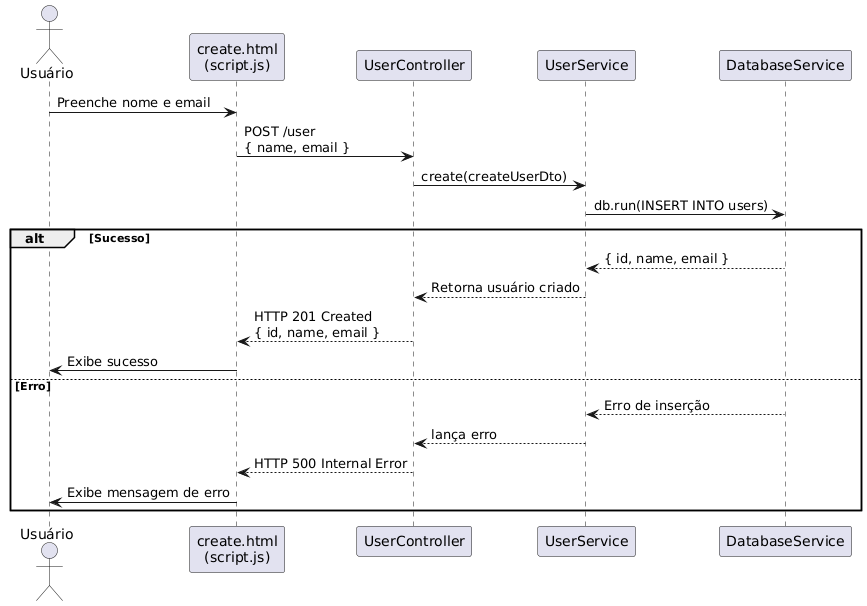 Usuário
create.html
(script.js)
UserController
UserService
DatabaseService
Preenche nome e email
POST /user
{ name, email }
create(createUserDto)
db.run(INSERT INTO users)
alt
[Sucesso]
{ id, name, email }
Retorna usuário criado
HTTP 201 Created
{ id, name, email }
Exibe sucesso
[Erro]
Erro de inserção
lança erro
HTTP 500 Internal Error
Exibe mensagem de erro
Usuário
create.html
(script.js)
UserController
UserService
DatabaseService